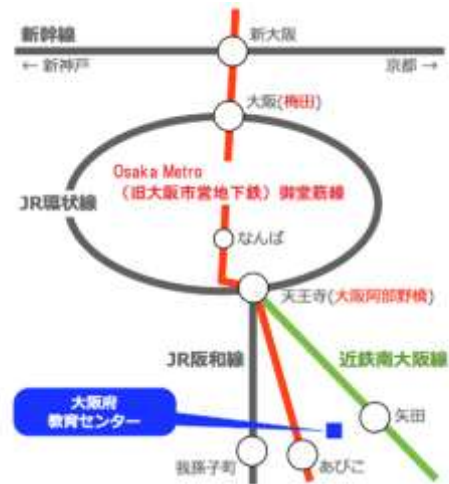 新幹線
新大阪
← 新神戸
京都 →
大阪(梅田)
Osaka Metro
(旧大阪市営地下鉄)御堂筋線
JR環状線
なんば
天王寺(大阪阿部野橋)
JR阪和線
近鉄南大阪線
大阪府
教育センター
矢田
我孫子町
あびこ